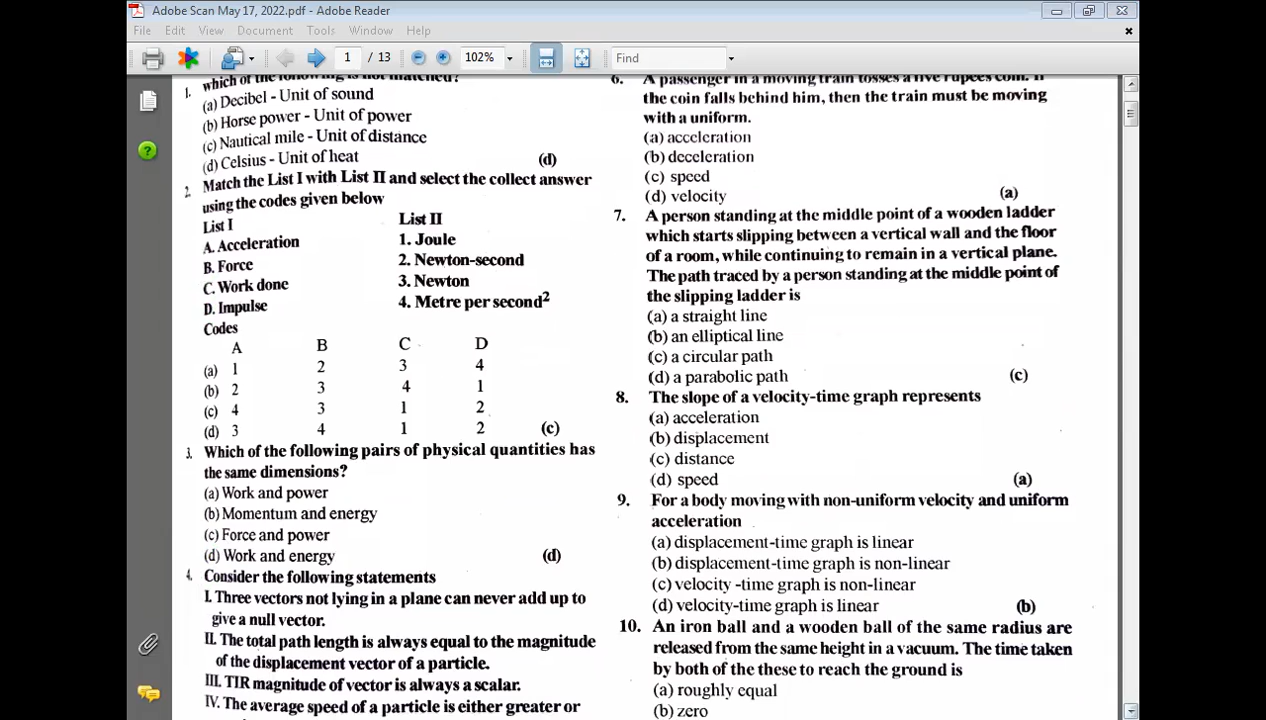 Adobe Scan May 17, 2022.pdf - Adobe Reader
File Edit View Document Tools Window Help
1 / 13 102% Find
1. which of the following is not matched?
(a) Decibel - Unit of sound
(b) Horse power - Unit of power
(c) Nautical mile - Unit of distance
(d) Celsius - Unit of heat (d)
2. Match the List I with List II and select the collect answer
using the codes given below
List I List II
A. Acceleration 1. Joule
B. Force 2. Newton-second
C. Work done 3. Newton
D. Impulse 4. Metre per second²
Codes
A B C D
(a) 1 2 3 4
(b) 2 3 4 1
(c) 4 3 1 2
(d) 3 4 1 2 (c)
3. Which of the following pairs of physical quantities has
the same dimensions?
(a) Work and power
(b) Momentum and energy
(c) Force and power
(d) Work and energy (d)
4. Consider the following statements
I. Three vectors not lying in a plane can never add up to
give a null vector.
II. The total path length is always equal to the magnitude
of the displacement vector of a particle.
III. TIR magnitude of vector is always a scalar.
IV. The average speed of a particle is either greater or
6. A passenger in a moving train tosses a five rupees coin. If
the coin falls behind him, then the train must be moving
with a uniform.
(a) acceleration
(b) deceleration
(c) speed
(d) velocity (a)
7. A person standing at the middle point of a wooden ladder
which starts slipping between a vertical wall and the floor
of a room, while continuing to remain in a vertical plane.
The path traced by a person standing at the middle point of
the slipping ladder is
(a) a straight line
(b) an elliptical line
(c) a circular path
(d) a parabolic path (c)
8. The slope of a velocity-time graph represents
(a) acceleration
(b) displacement
(c) distance
(d) speed (a)
9. For a body moving with non-uniform velocity and uniform
acceleration
(a) displacement-time graph is linear
(b) displacement-time graph is non-linear
(c) velocity -time graph is non-linear
(d) velocity-time graph is linear (b)
10. An iron ball and a wooden ball of the same radius are
released from the same height in a vacuum. The time taken
by both of the these to reach the ground is
(a) roughly equal
(b) zero